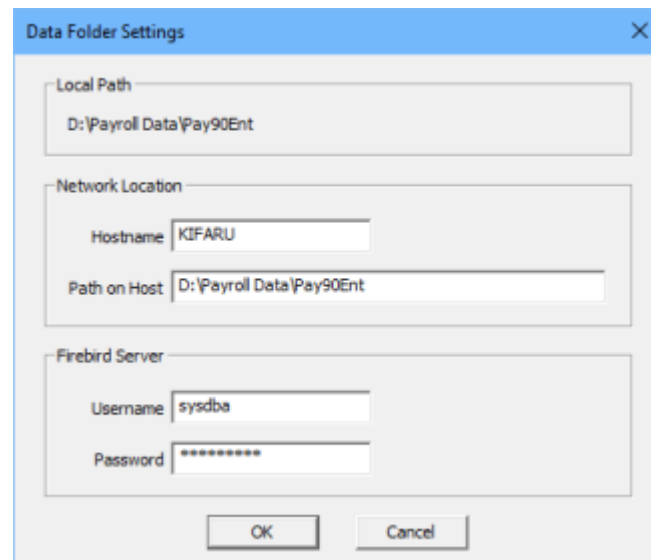 Data Folder Settings
Local Path
D:\Payroll Data\Pay90Ent
Network Location
Hostname KIFARU
Path on Host D:\Payroll Data\Pay90Ent
Firebird Server
Username sysdba
Password *********
OK Cancel